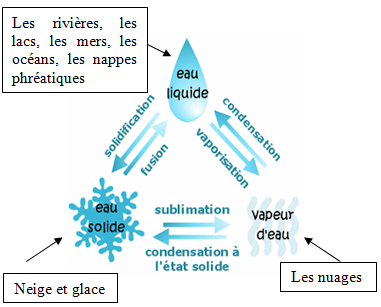 Les rivières, les
lacs, les mers, les
océans, les nappes
phréatiques
eau
liquide
solidification
fusion
condensation
vaporisation
eau
solide
sublimation
condensation à
l'état solide
vapeur
d'eau
Neige et glace
Les nuages